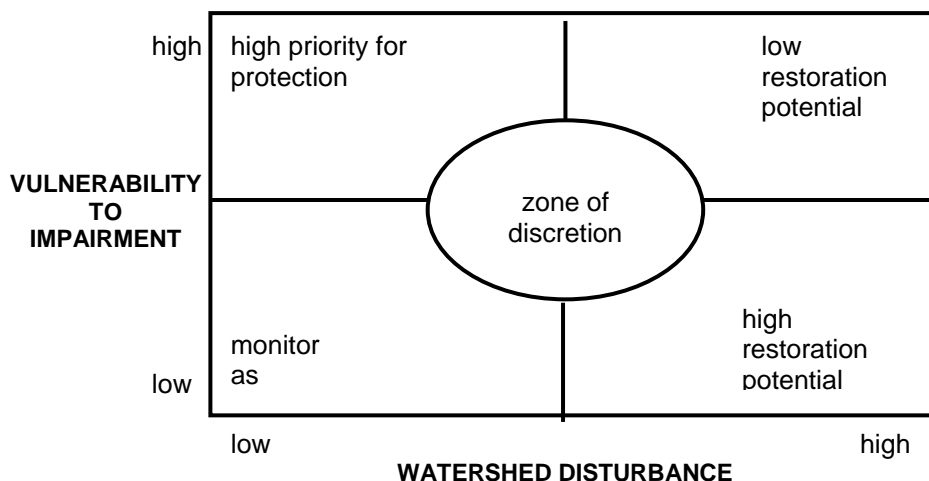 high
high priority for
protection
low
restoration
potential
VULNERABILITY
TO
IMPAIRMENT
zone of
discretion
monitor
as
high
restoration
potential
low
low
high
WATERSHED DISTURBANCE